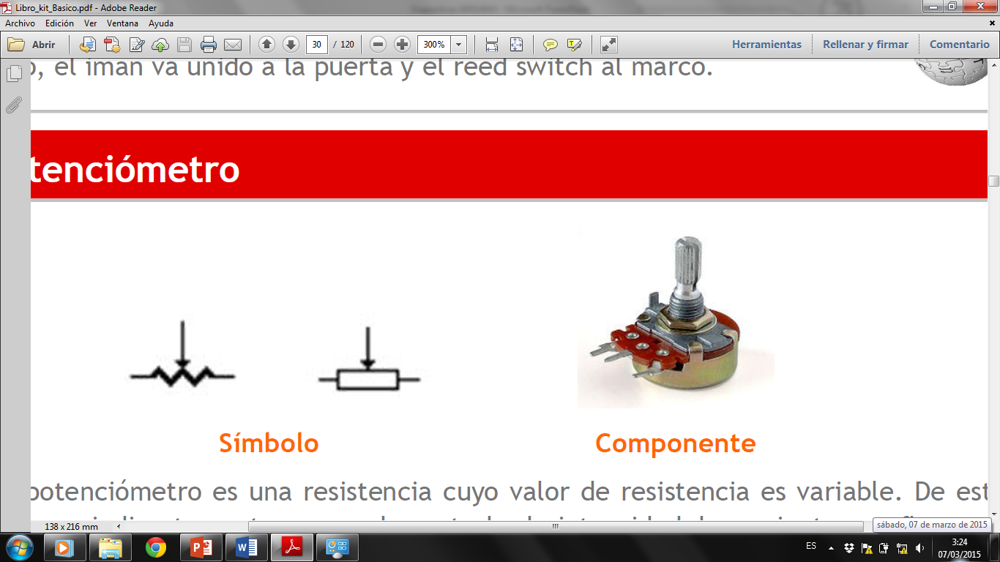 Libro_kit_Basico.pdf - Adobe Reader
Archivo Edición Ver Ventana Ayuda
Abrir 30 / 120 300% Herramientas Rellenar y firmar Comentario
o, el imán va unido a la puerta y el reed switch al marco.
tenciómetro
Símbolo Componente
potenciómetro es una resistencia cuyo valor de resistencia es variable. De est
138 x 216 mm
sábado, 07 de marzo de 2015
ES 3:24
07/03/2015